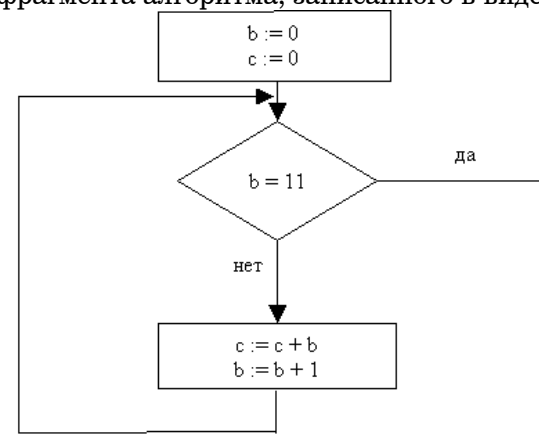 фрагмента алгоритма, записанного в виде
b := 0
c := 0
b = 11
да
нет
c := c + b
b := b + 1